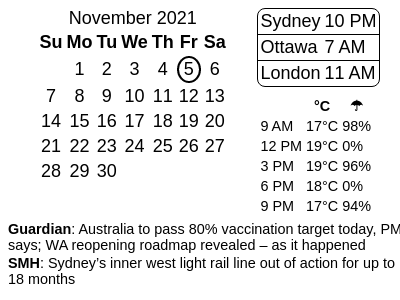 November 2021
Su Mo Tu We Th Fr Sa
1 2 3 4 5 6
7 8 9 10 11 12 13
14 15 16 17 18 19 20
21 22 23 24 25 26 27
28 29 30
Sydney 10 PM
Ottawa 7 AM
London 11 AM
°C ☂
9 AM 17°C 98%
12 PM 19°C 0%
3 PM 19°C 96%
6 PM 18°C 0%
9 PM 17°C 94%
Guardian: Australia to pass 80% vaccination target today, PM
says; WA reopening roadmap revealed – as it happened
SMH: Sydney's inner west light rail line out of action for up to
18 months